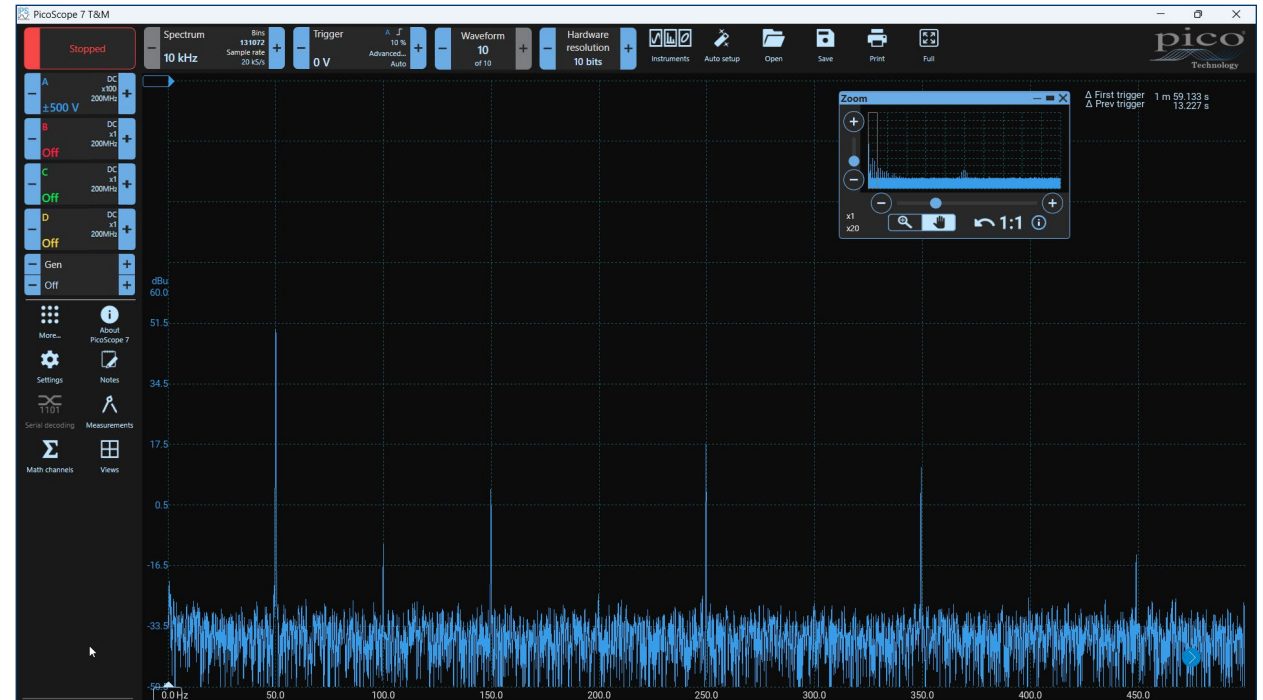 PicoScope 7 T&M
Stopped
Spectrum
10 kHz
Bins
131072
Sample rate
20 kS/s
Trigger
0 V
A
10 %
Advanced...
Auto
Waveform
10
of 10
Hardware
resolution
10 bits
Instruments
Auto setup
Open
Save
Print
Full
pico
Technology
A
±500 V
DC
x100
200MHz
B
Off
DC
x1
200MHz
C
Off
DC
x1
200MHz
D
Off
DC
x1
200MHz
Gen
Off
More...
About
PicoScope 7
Settings
Notes
1101
Serial decoding
Measurements
Math channels
Views
Zoom
x1
x20
1:1
Δ First trigger 1 m 59.133 s
Δ Prev trigger 13.227 s
dBu
60.0
51.5
34.5
17.5
0.5
-16.5
-33.5
0.0 Hz
50.0
100.0
150.0
200.0
250.0
300.0
350.0
400.0
450.0